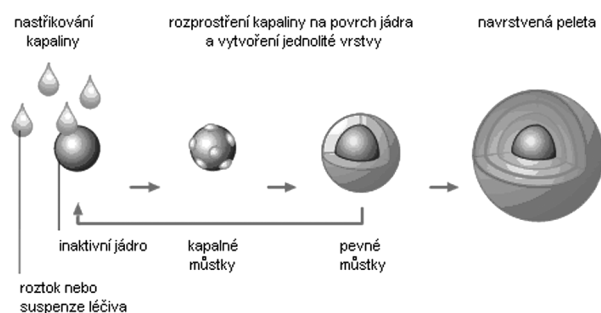 nastřikování
kapaliny
rozprostření kapaliny na povrch jádra
a vytvoření jednolité vrstvy
navrstvená peleta
inaktivní jádro
kapalné
můstky
pevné
můstky
roztok nebo
suspenze léčiva